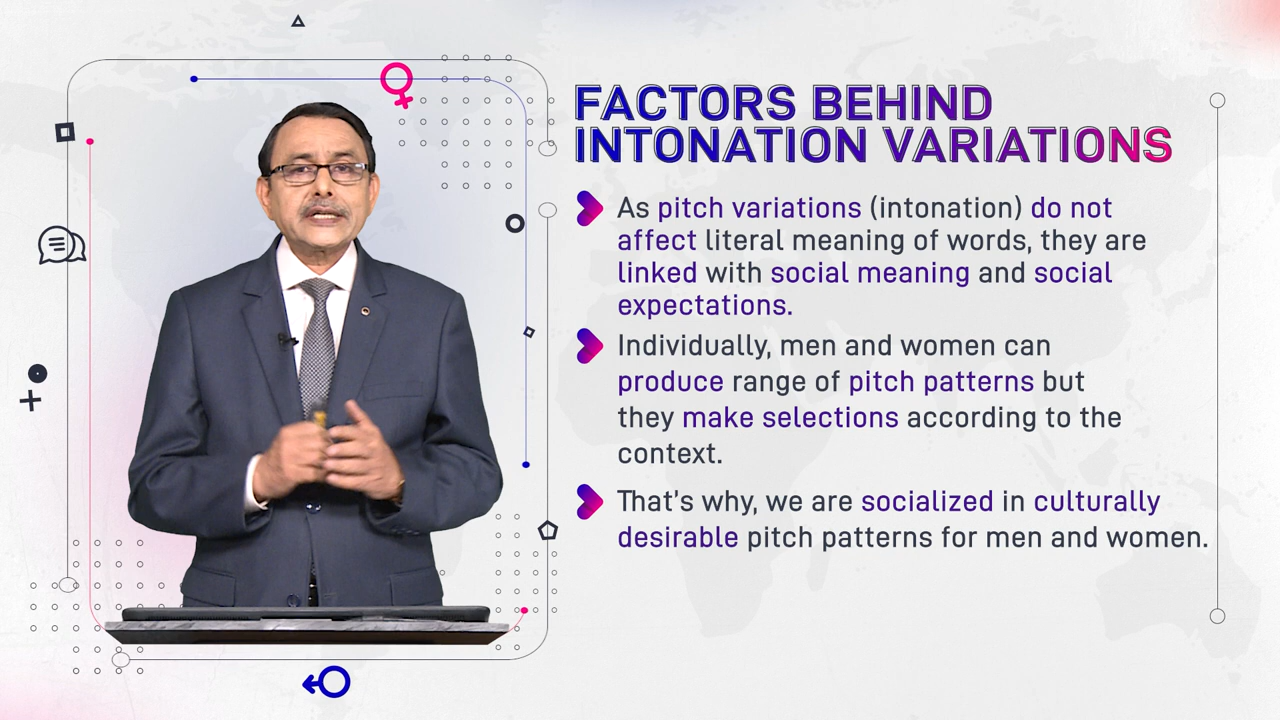 FACTORS BEHIND
INTONATION VARIATIONS
As pitch variations (intonation) do not
affect literal meaning of words, they are
linked with social meaning and social
expectations.
Individually, men and women can
produce range of pitch patterns but
they make selections according to the
context.
That's why, we are socialized in culturally
desirable pitch patterns for men and women.